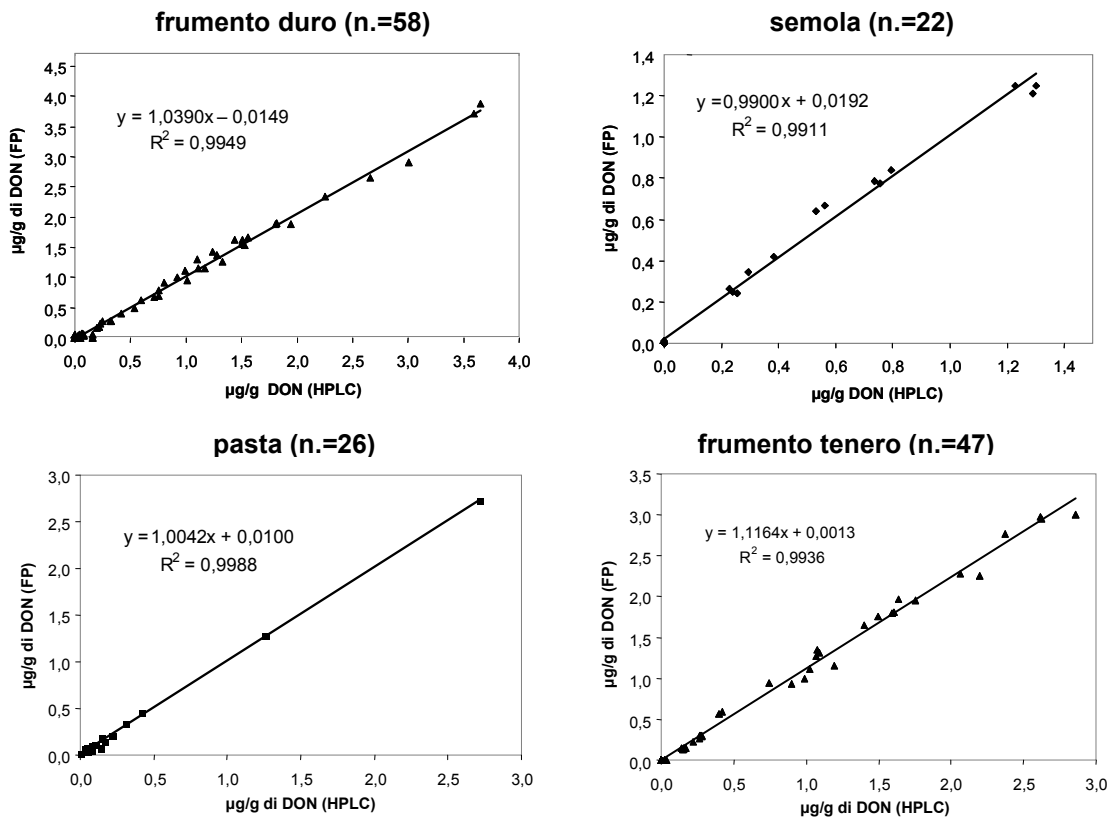 frumento duro (n.=58)
4,5
4,0
3,5
3,0
2,5
2,0
1,5
1,0
0,5
0,0
µg/g di DON (FP)
y = 1,0390x – 0,0149
R² = 0,9949
0,0 0,5 1,0 1,5 2,0 2,5 3,0 3,5 4,0
µg/g DON (HPLC)
semola (n.=22)
1,4
1,2
1,0
0,8
0,6
0,4
0,2
0,0
µg/g di DON (FP)
y =0,9900x + 0,0192
R² = 0,9911
0,0 0,2 0,4 0,6 0,8 1,0 1,2 1,4
µg/g DON (HPLC)
pasta (n.=26)
3,0
2,5
2,0
1,5
1,0
0,5
0,0
µg/g di DON (FP)
y = 1,0042x + 0,0100
R² = 0,9988
0,0 0,5 1,0 1,5 2,0 2,5 3,0
µg/g di DON (HPLC)
frumento tenero (n.=47)
3,5
3,0
2,5
2,0
1,5
1,0
0,5
0,0
µg/g di DON (FP)
y = 1,1164x + 0,0013
R² = 0,9936
0,0 0,5 1,0 1,5 2,0 2,5 3,0
µg/g di DON (HPLC)